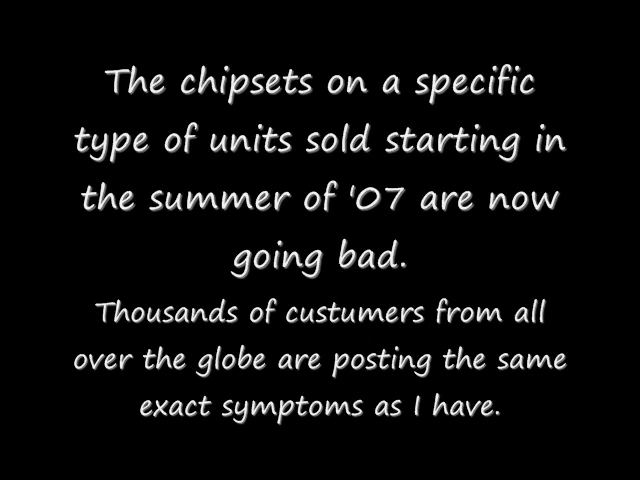 The chipsets on a specific
type of units sold starting in
the summer of '07 are now
going bad.
Thousands of custumers from all
over the globe are posting the same
exact symptoms as I have.